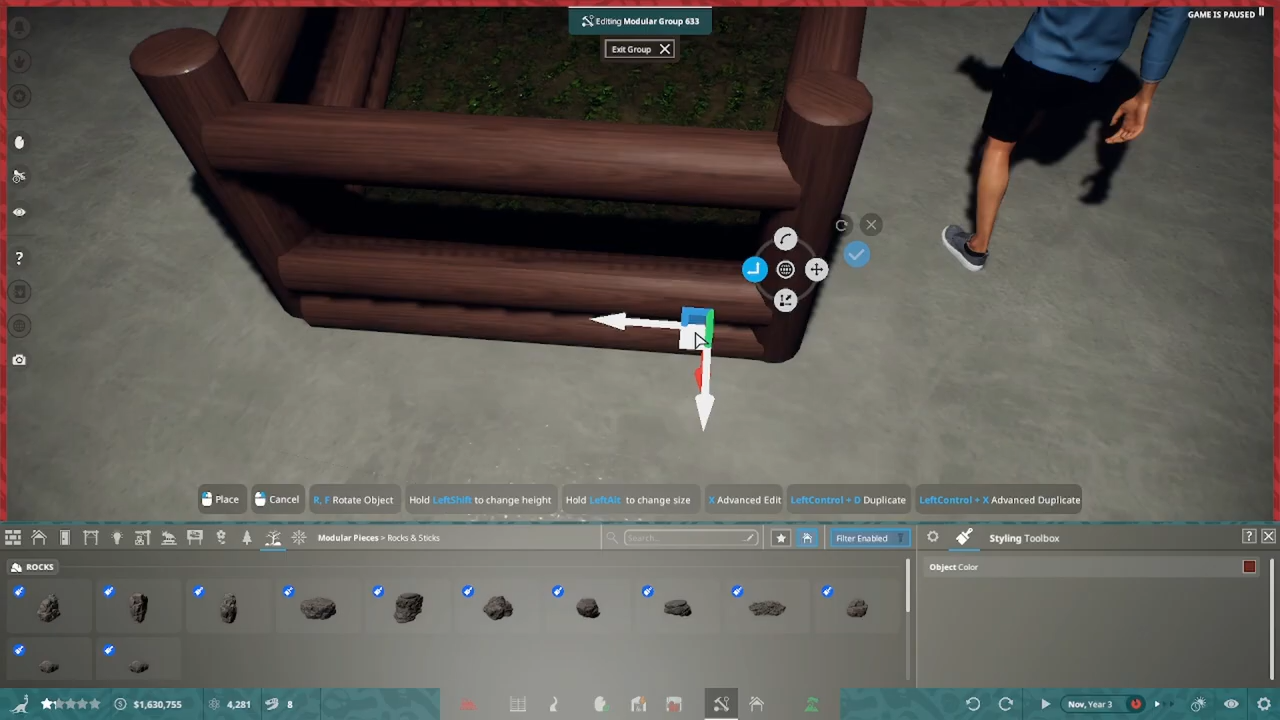 Editing Modular Group 633
Exit Group
GAME IS PAUSED
?
Place
Cancel
R, F Rotate Object
Hold LeftShift to change height
Hold LeftAlt to change size
X Advanced Edit
LeftControl + D Duplicate
LeftControl + X Advanced Duplicate
Modular Pieces > Rocks & Sticks
Search...
Filter Enabled
Styling Toolbox
?
ROCKS
Object Color
$1,630,755
4,281
8
Nov, Year 3